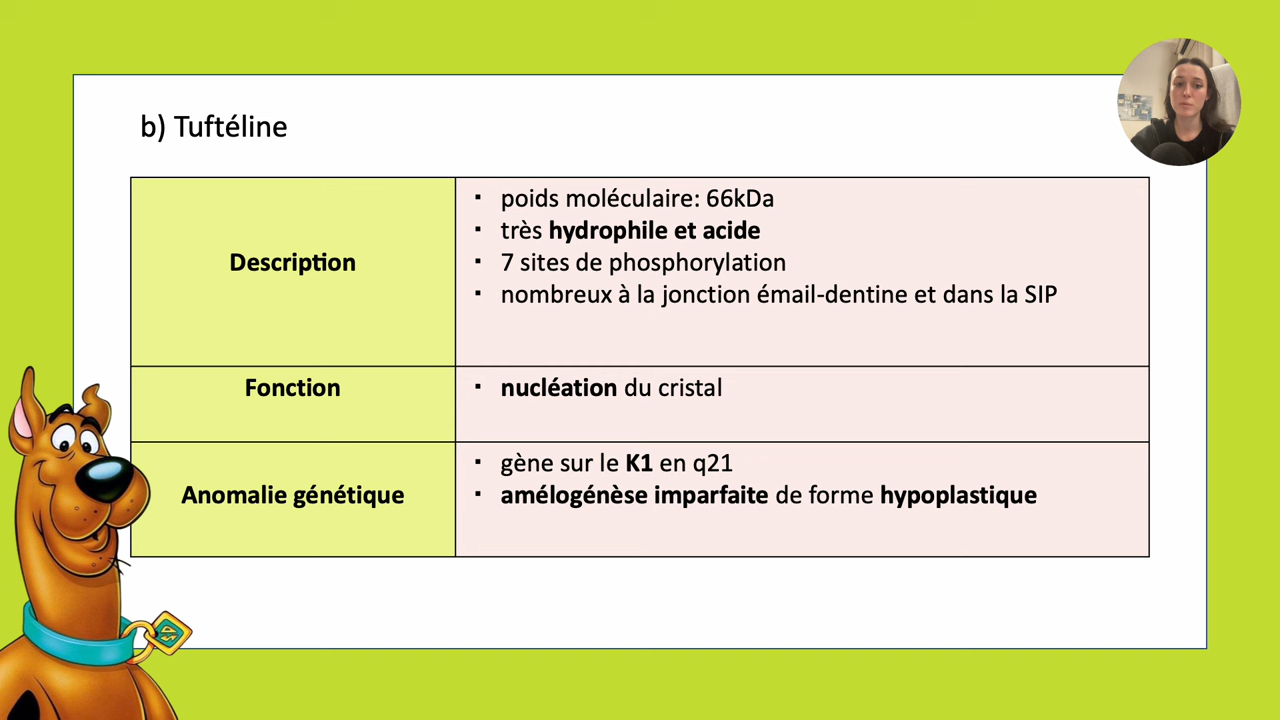 b) Tuftéline
Description
▪ poids moléculaire: 66kDa
▪ très hydrophile et acide
▪ 7 sites de phosphorylation
▪ nombreux à la jonction émail-dentine et dans la SIP
Fonction
▪ nucléation du cristal
Anomalie génétique
▪ gène sur le K1 en q21
▪ amélogénèse imparfaite de forme hypoplastique